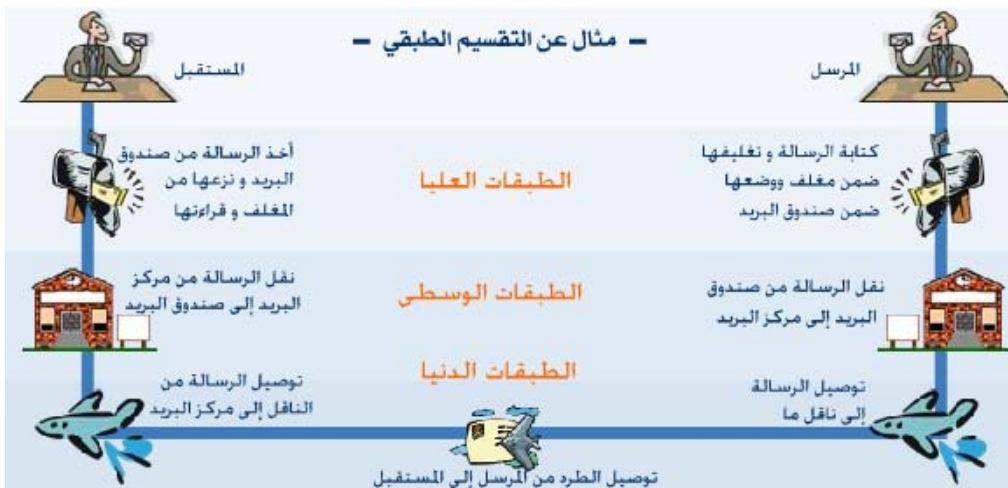 – مثال عن التقسيم الطبقي –
المرسل
المستقبل
كتابة الرسالة و تغليفها
ضمن مغلف ووضعها
ضمن صندوق البريد
الطبقات العليا
أخذ الرسالة من صندوق
البريد و نزعها من
المغلف و قراءتها
نقل الرسالة من صندوق
البريد إلى مركز البريد
الطبقات الوسطى
نقل الرسالة من مركز
البريد إلى صندوق البريد
الطبقات الدنيا
توصيل الرسالة
إلى ناقل ما
توصيل الرسالة من
الناقل إلى مركز البريد
توصيل الطرد من المرسل إلى المستقبل